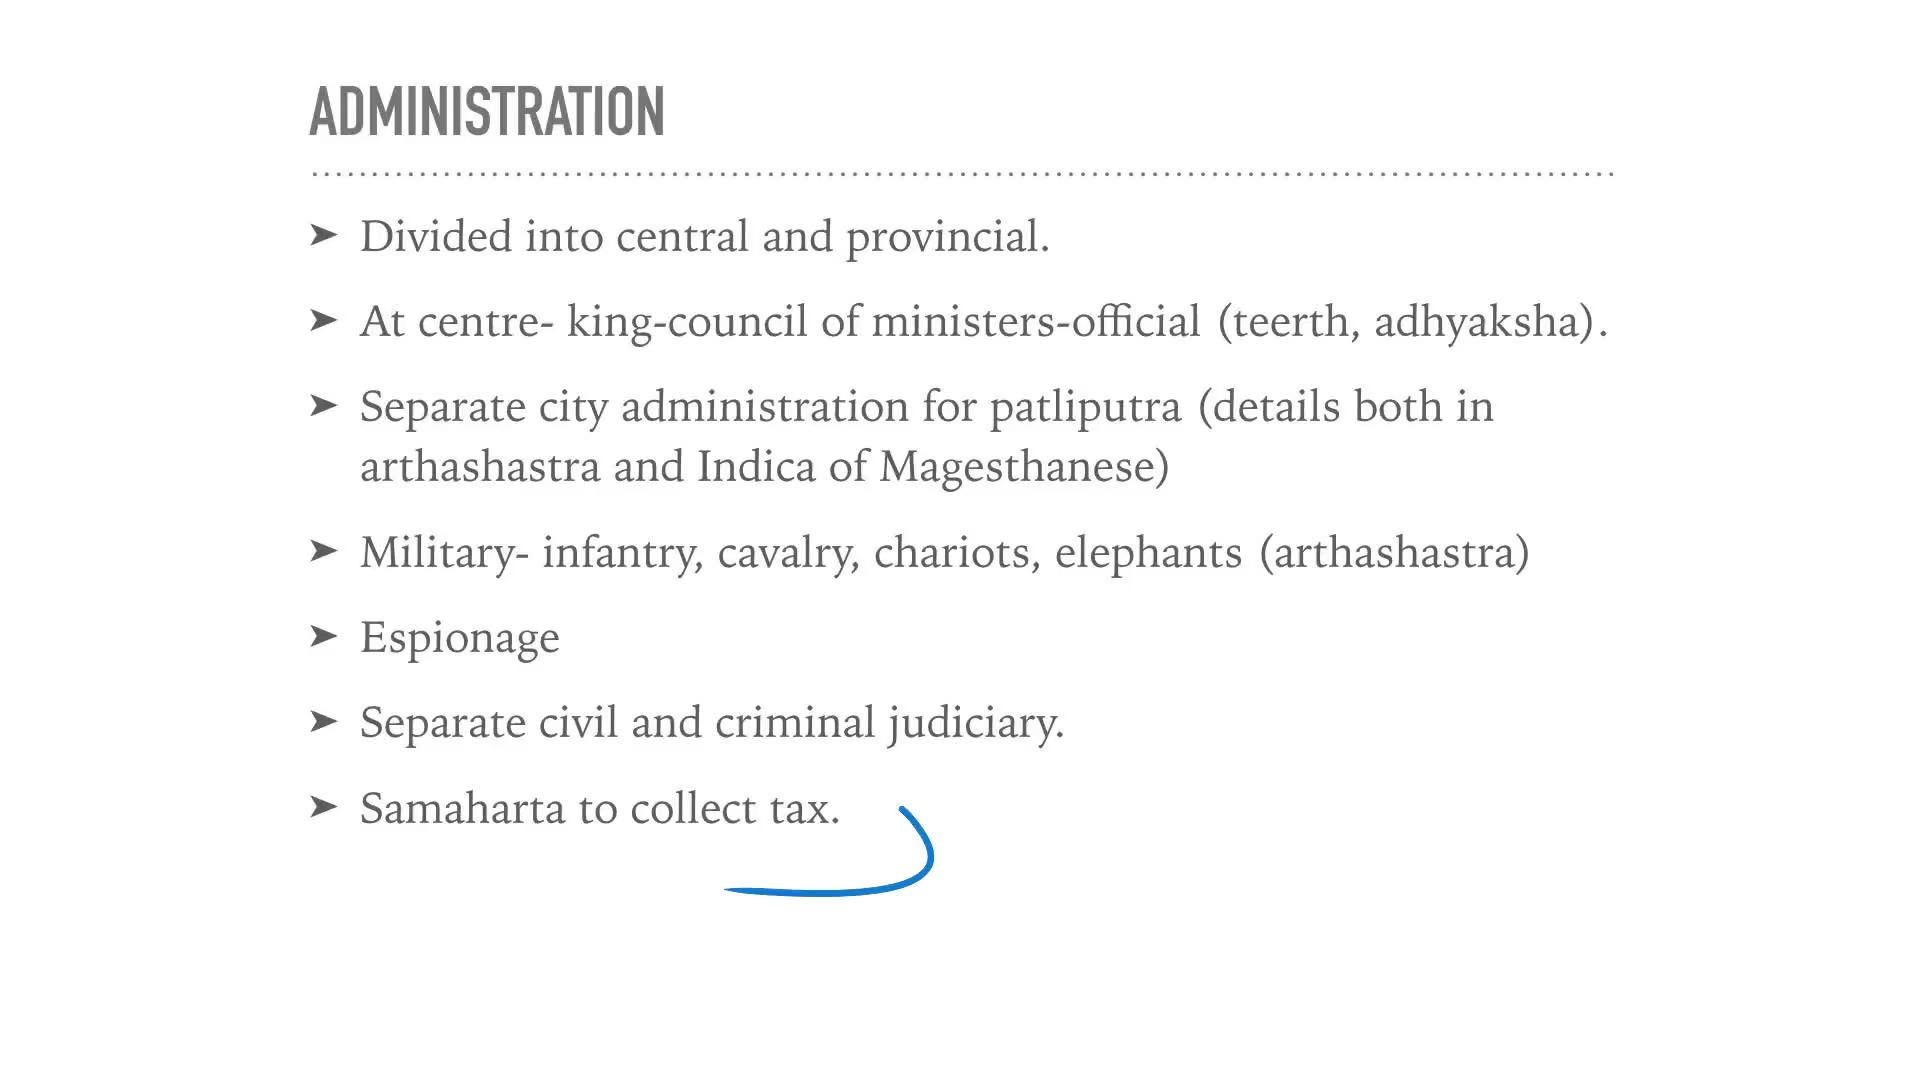 ADMINISTRATION
➤ Divided into central and provincial.
➤ At centre- king-council of ministers-official (teerth, adhyaksha).
➤ Separate city administration for patliputra (details both in
arthashastra and Indica of Magesthanese)
➤ Military- infantry, cavalry, chariots, elephants (arthashastra)
➤ Espionage
➤ Separate civil and criminal judiciary.
➤ Samaharta to collect tax.